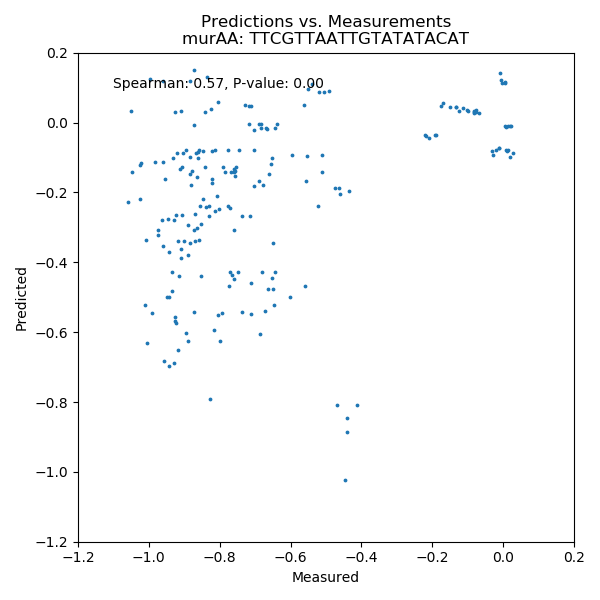 Predictions vs. Measurements
murAA: TTCGTTAATTGTATATACAT
0.2
Spearman: 0.57, P-value: 0.00
0.0
−0.2
−0.4
Predicted
−0.6
−0.8
−1.0
−1.2
−1.2 −1.0 −0.8 −0.6 −0.4 −0.2 0.0 0.2
Measured